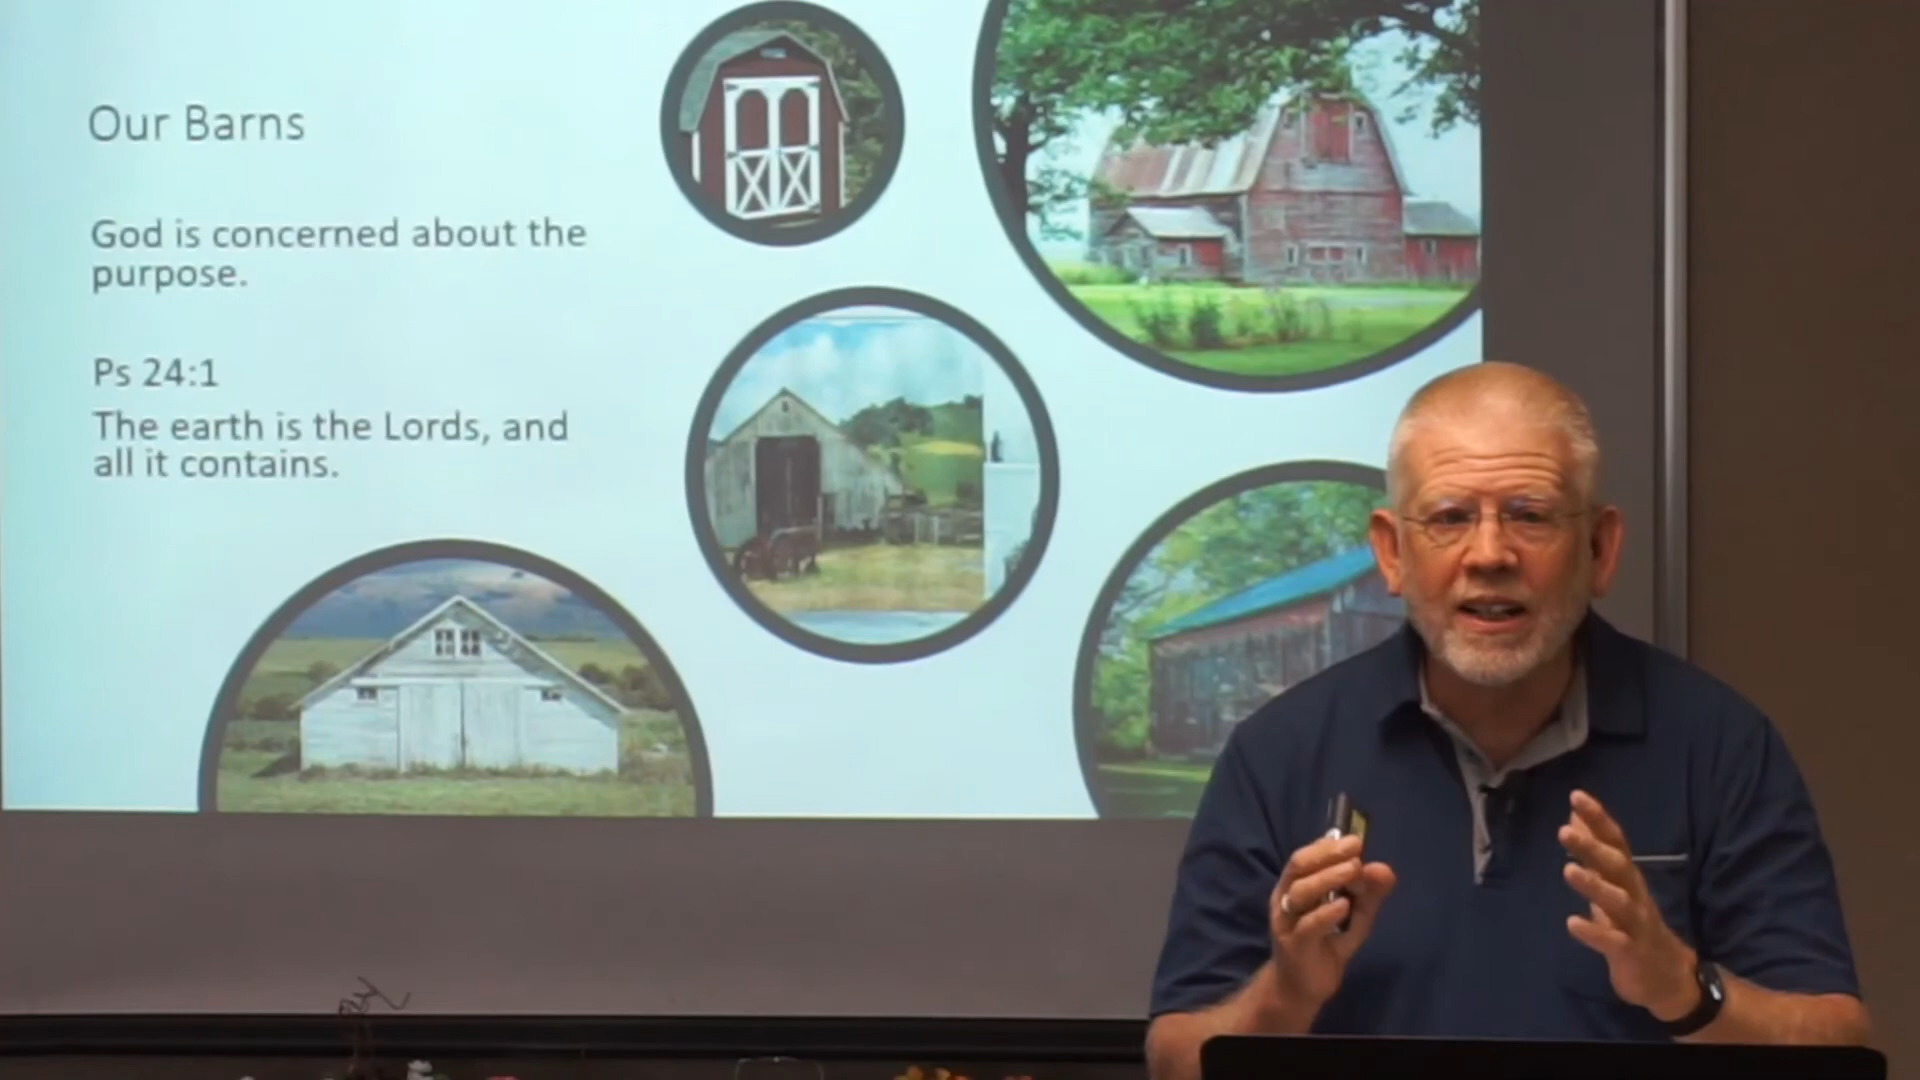 Our Barns
God is concerned about the
purpose.
Ps 24:1
The earth is the Lords, and
all it contains.